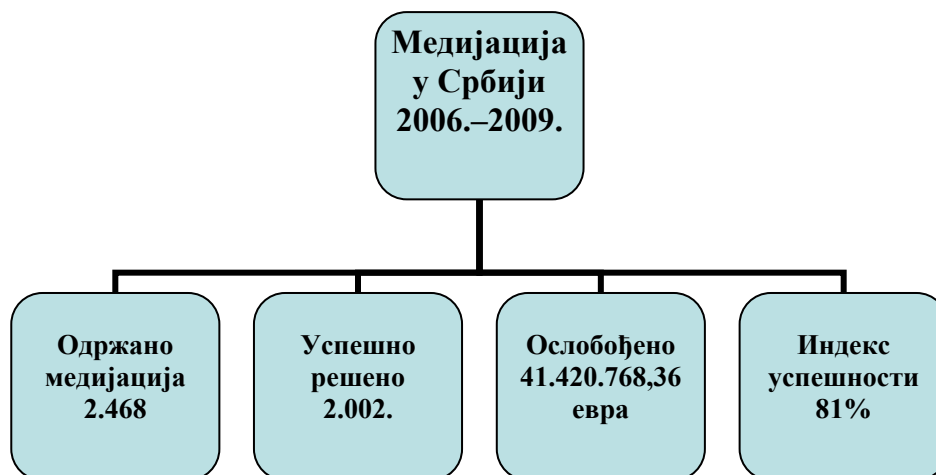 Медијација
у Србији
2006.–2009.
Одржано
медијација
2.468
Успешно
решено
2.002.
Ослобођено
41.420.768,36
евра
Индекс
успешности
81%